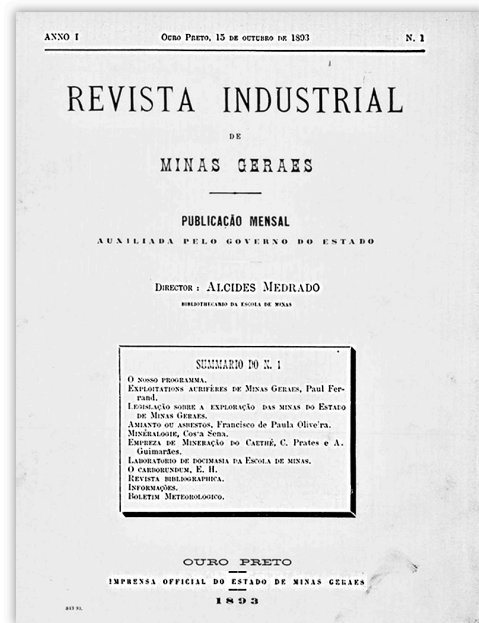 ANNO I OURO PRETO, 15 DE OUTUBRO DE 1893 N. 1
REVISTA INDUSTRIAL
DE
MINAS GERAES
PUBLICAÇÃO MENSAL
AUXILIADA PELO GOVERNO DO ESTADO
DIRECTOR : ALCIDES MEDRADO
BIBLIOTHECARIO DA ESCOLA DE MINAS
SUMMARIO DO N. 1
O NOSSO PROGRAMMA.
EXPLOITATIONS AURIFÈRES DE MINAS GERAES, Paul Fer-
rand.
LEGISLAÇÃO SOBRE A EXPLORAÇÃO DAS MINAS DO ESTADO
DE MINAS GERAES.
AMIANTO OU ASBESTOS, Francisco de Paula Oliveira.
MINÉRALOGIE, Costa Sena.
EMPREZA DE MINERAÇÃO DO CAETHÉ, C. Prates e A.
Guimarães.
LABORATORIO DE DOCIMASIA DA ESCOLA DE MINAS.
O CARBORUNDUM, E. H.
REVISTA BIBLIOGRAPHICA.
INFORMAÇÕES.
BOLETIM METEOROLOGICO.
OURO PRETO
IMPRENSA OFFICIAL DO ESTADO DE MINAS GERAES
1893